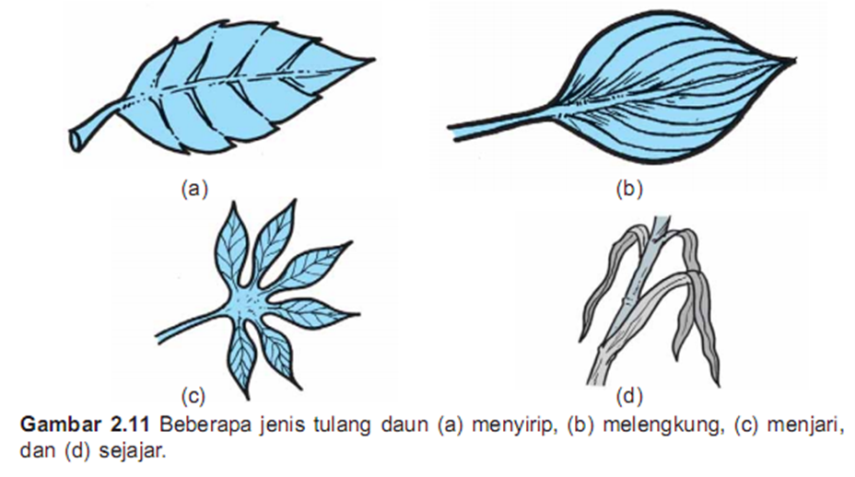 (a)
(b)
(c)
(d)
Gambar 2.11 Beberapa jenis tulang daun (a) menyirip, (b) melengkung, (c) menjari,
dan (d) sejajar.